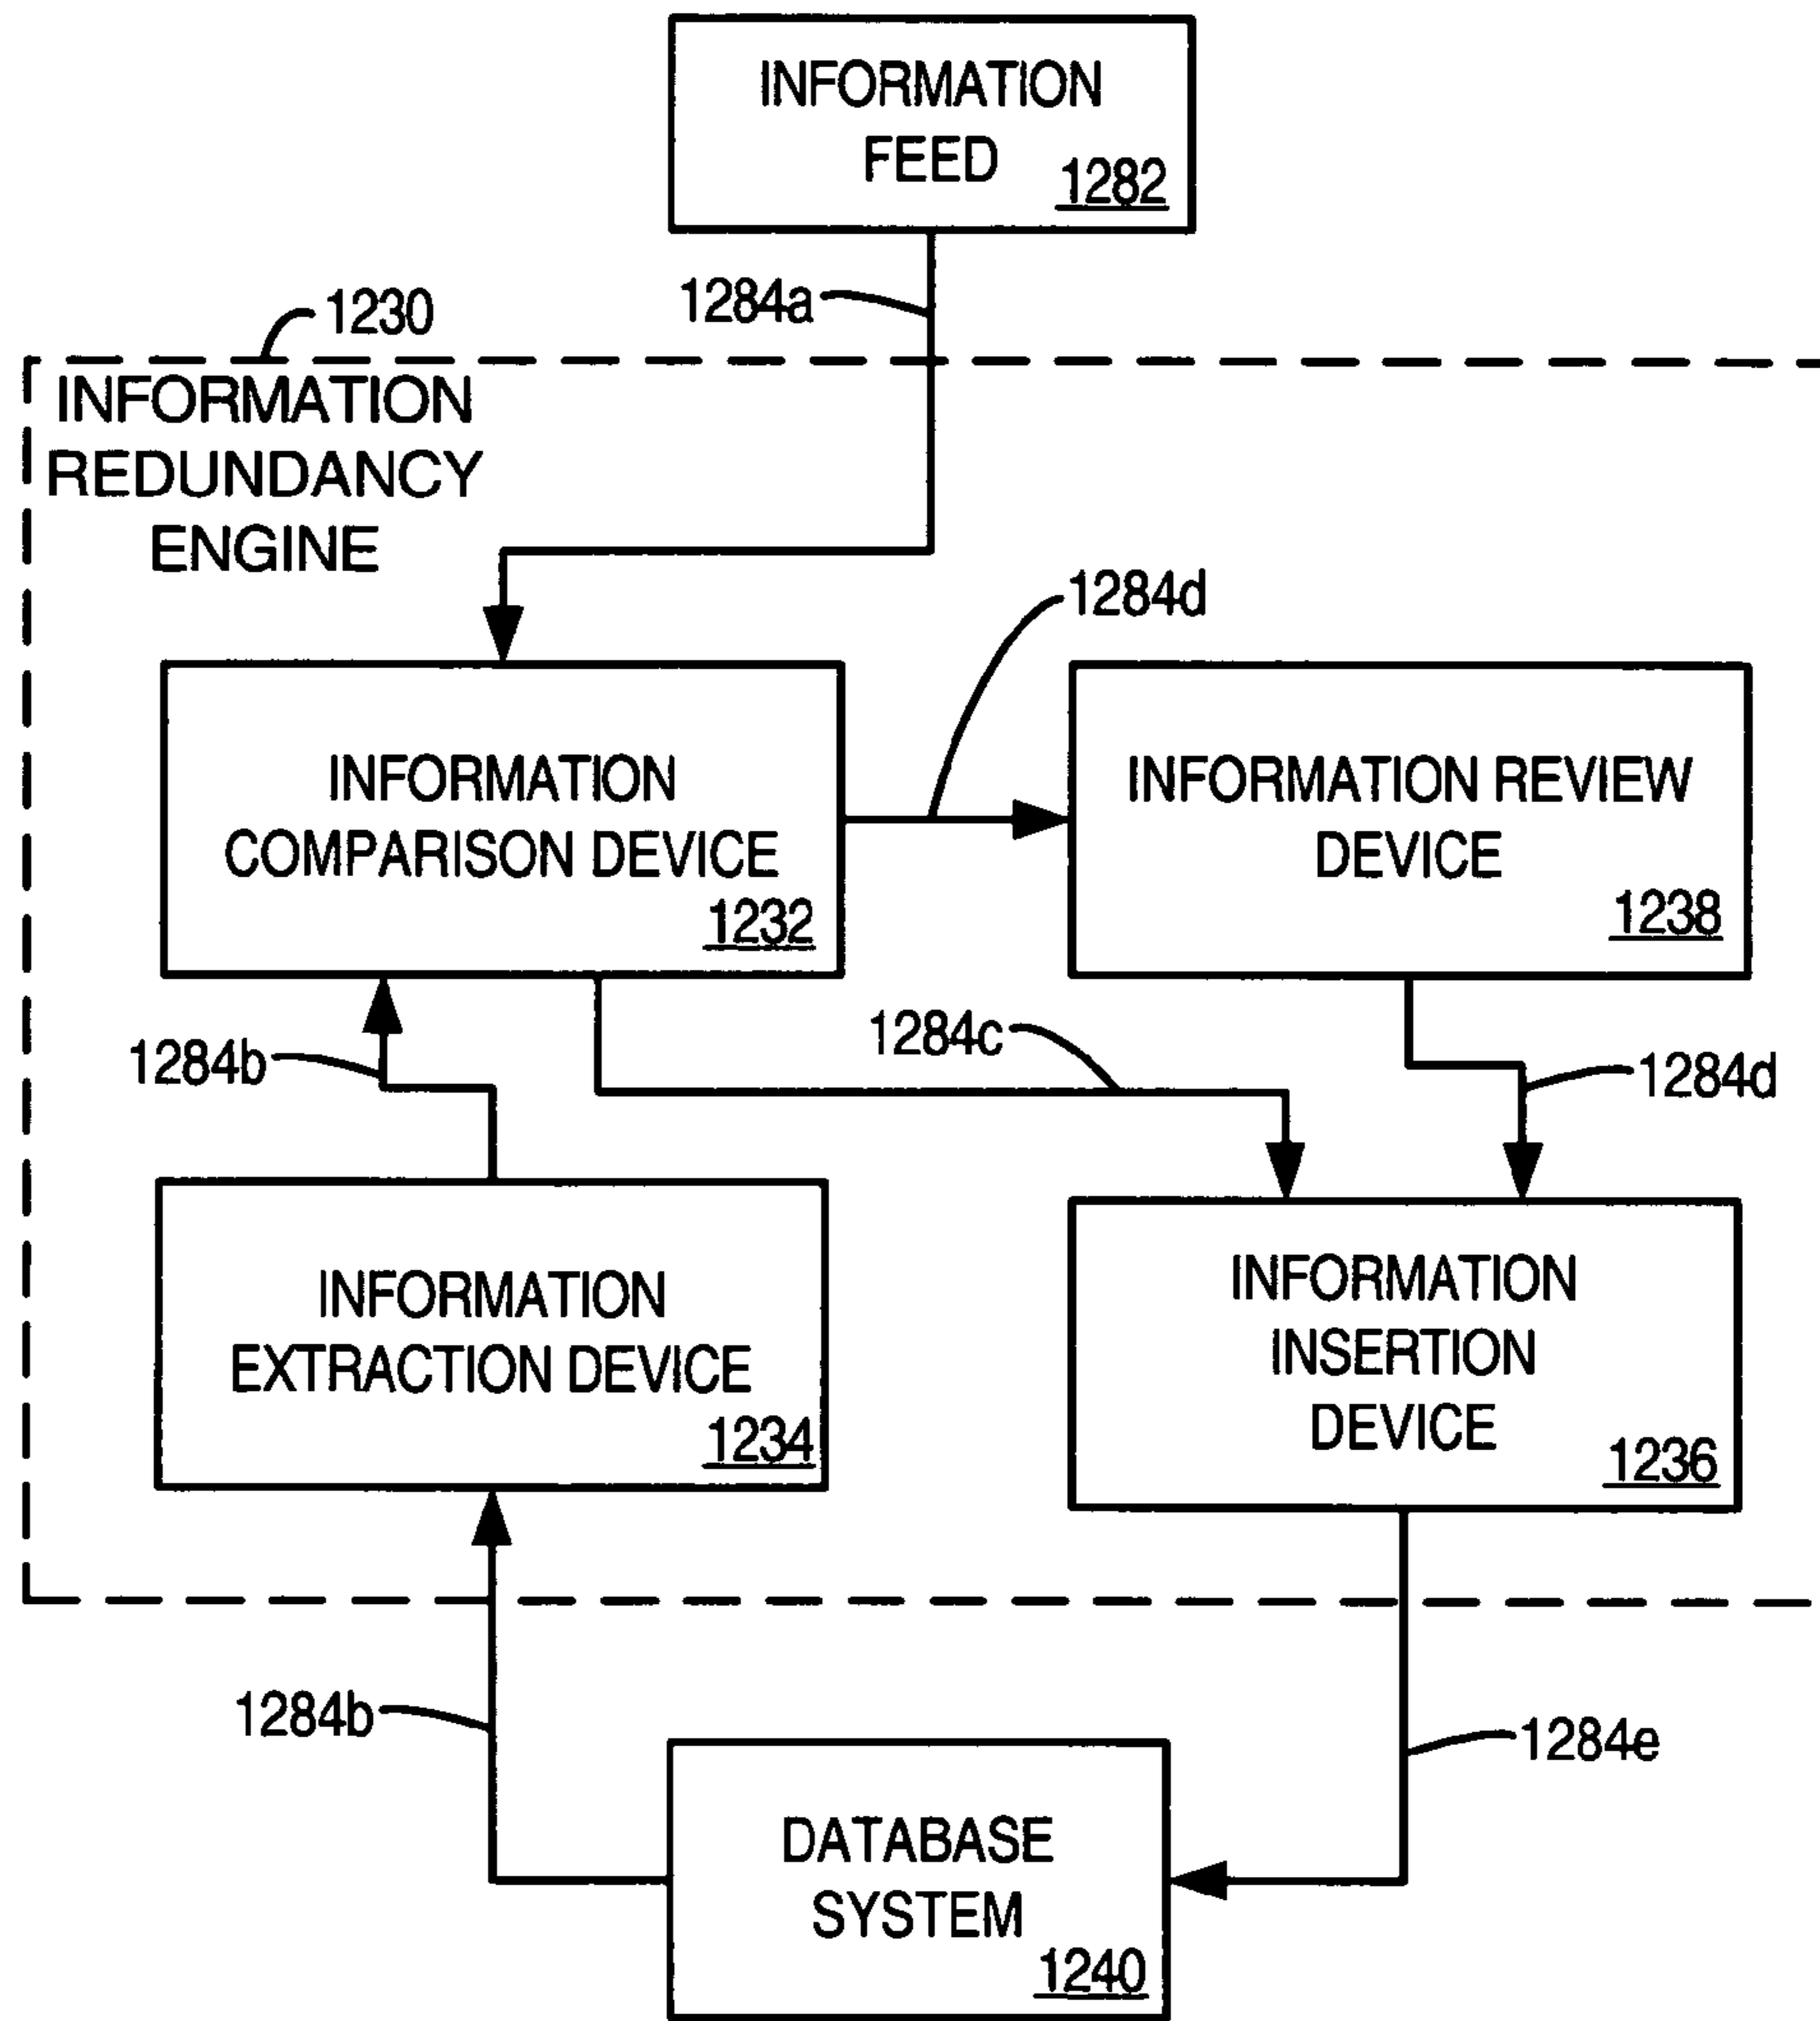 INFORMATION
FEED
1282
1284a
1230
INFORMATION
REDUNDANCY
ENGINE
1284d
INFORMATION
COMPARISON DEVICE
1232
INFORMATION REVIEW
DEVICE
1238
1284b
1284c
1284d
INFORMATION
EXTRACTION DEVICE
1234
INFORMATION
INSERTION
DEVICE
1236
1284b
1284e
DATABASE
SYSTEM
1240